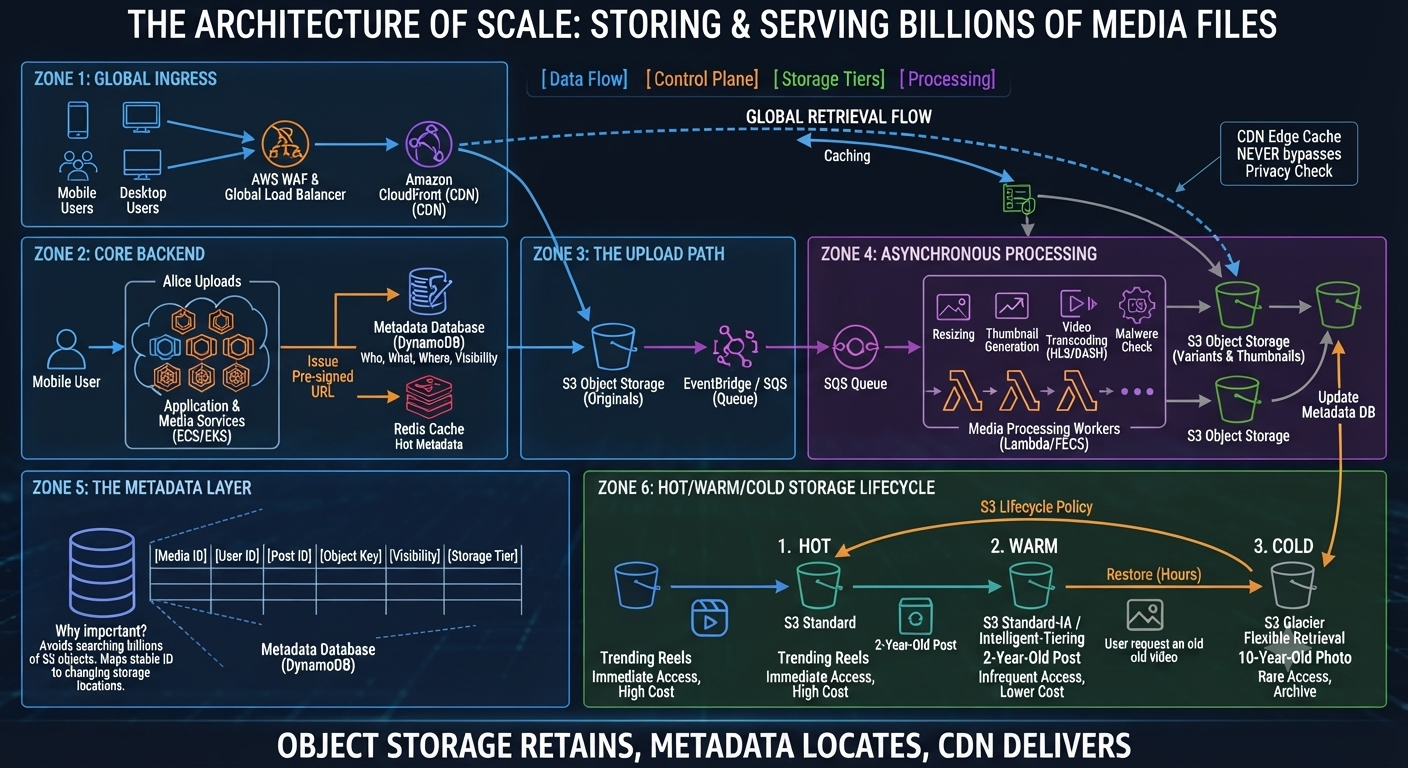 THE ARCHITECTURE OF SCALE: STORING & SERVING BILLIONS OF MEDIA FILES
[Data Flow] [Control Plane] [Storage Tiers] [Processing]
ZONE 1: GLOBAL INGRESS
Mobile
Users
Desktop
Users
AWS WAF &
Global Load Balancer
Amazon
CloudFront (CDN)
(CDN)
GLOBAL RETRIEVAL FLOW
Caching
CDN Edge Cache
NEVER bypasses
Privacy Check
ZONE 2: CORE BACKEND
Mobile User
Alice Uploads
Application &
Media Services
(ECS/EKS)
Issue
Pre-signed
URL
Metadata Database
(DynamoDB)
Who, What, Where, Visibility
Redis Cache
Hot Metadata
ZONE 3: THE UPLOAD PATH
S3 Object Storage
(Originals)
EventBridge / SQS
(Queue)
ZONE 4: ASYNCHRONOUS PROCESSING
SQS Queue
Resizing
Thumbnail
Generation
Video
Transcoding
(HLS/DASH)
Malwere
Check
Media Processing Workers
(Lambda/FECS)
S3 Object Storage
(Variants & Thumbnails)
S3 Object Storage
Update
Metadata DB
ZONE 5: THE METADATA LAYER
[Media ID] [User ID] [Post ID] [Object Key] [Visibility] [Storage Tier]
Why important?
Avoids searching billions
of S3 objects. Maps stable ID
to changing storage
locations.
Metadata Database
(DynamoDB)
ZONE 6: HOT/WARM/COLD STORAGE LIFECYCLE
S3 Lifecycle Policy
1. HOT
2. WARM
3. COLD
Restore (Hours)
Trending Reels
Immediate Access,
High Cost
S3 Standard
Trending Reels
Immediate Access,
High Cost
2-Year-Old Post
S3 Standard-IA /
Intelligent-Tiering
2-Year-Old Post
Infrequent Access,
Lower Cost
User request an old
old video
S3 Glacier
Flexible Retrieval
10-Year-Old Photo
Rare Access,
Archive
OBJECT STORAGE RETAINS, METADATA LOCATES, CDN DELIVERS